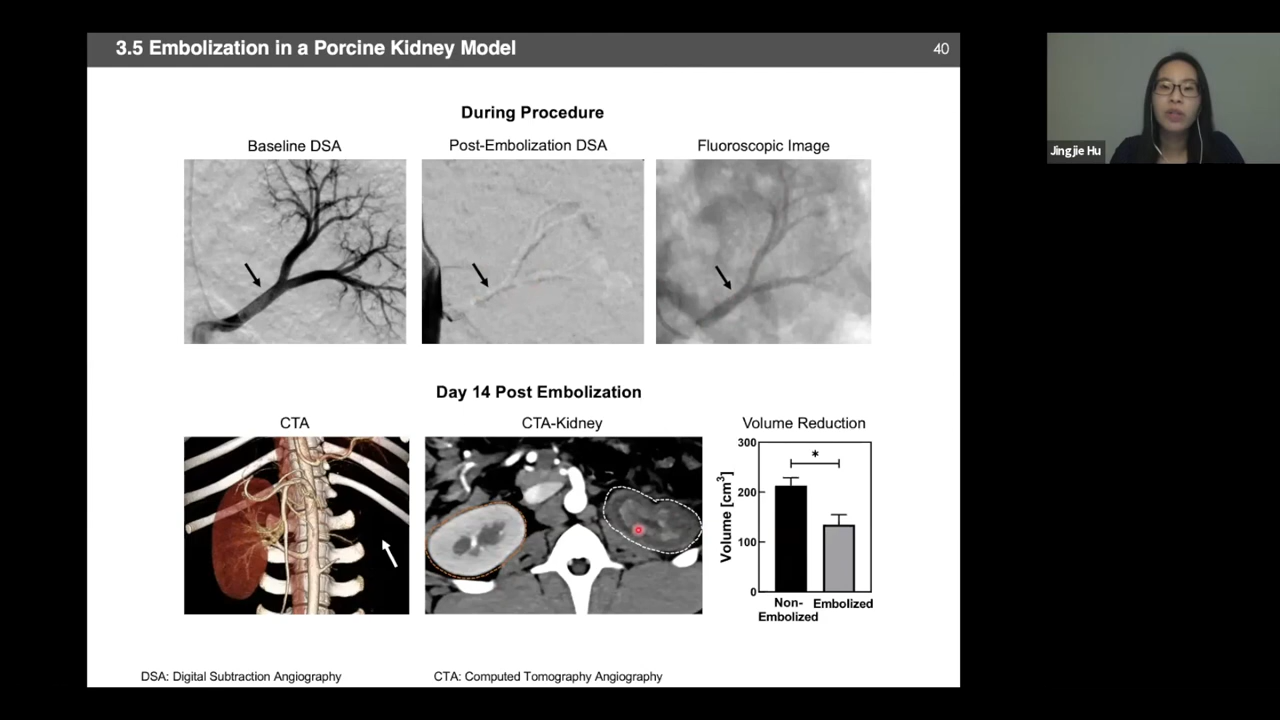 3.5 Embolization in a Porcine Kidney Model
40
During Procedure
Baseline DSA
Post-Embolization DSA
Fluoroscopic Image
Day 14 Post Embolization
CTA
CTA-Kidney
Volume Reduction
Volume [cm³]
300
200
100
0
*
Non-
Embolized
Embolized
DSA: Digital Subtraction Angiography
CTA: Computed Tomography Angiography
Jingjie Hu